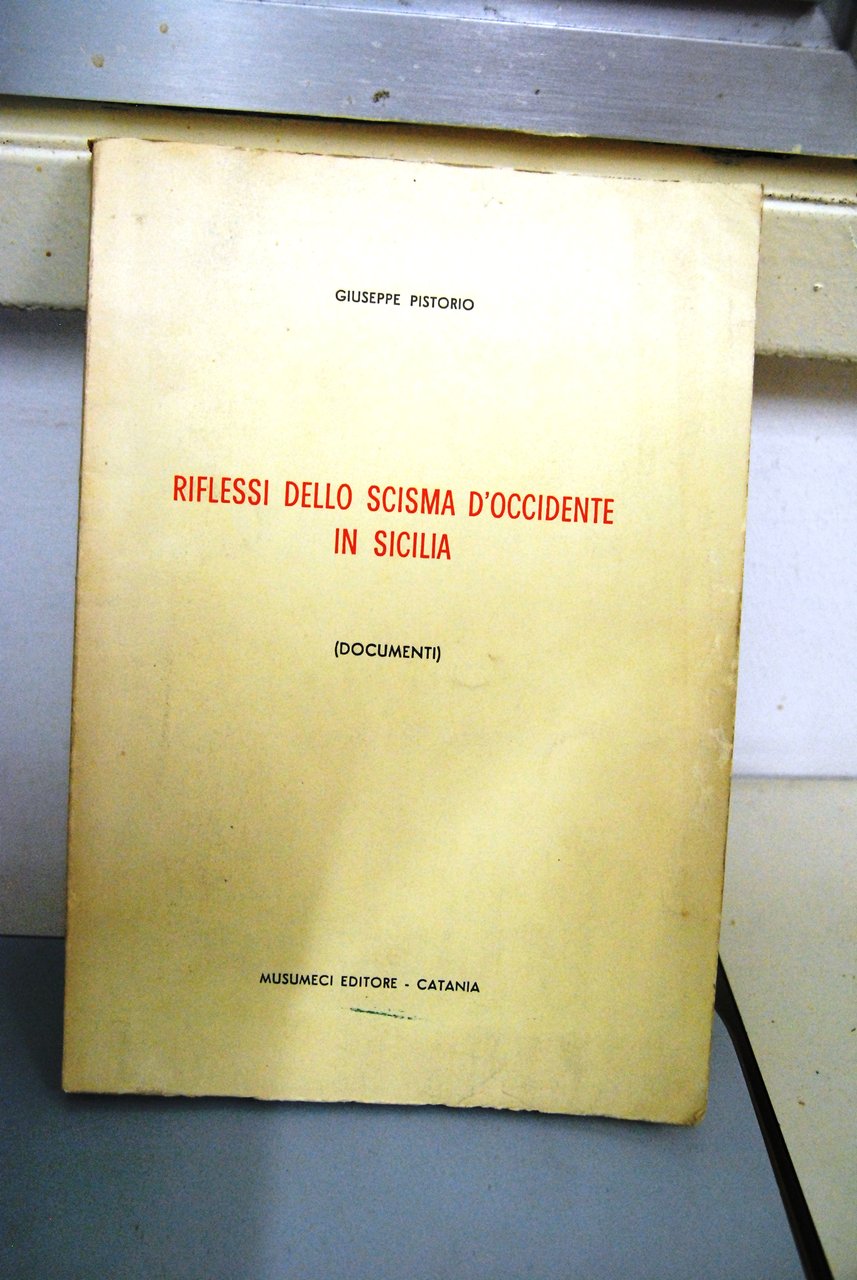 GIUSEPPE PISTORIO
RIFLESSI DELLO SCISMA D'OCCIDENTE
IN SICILIA
(DOCUMENTI)
MUSUMECI EDITORE - CATANIA